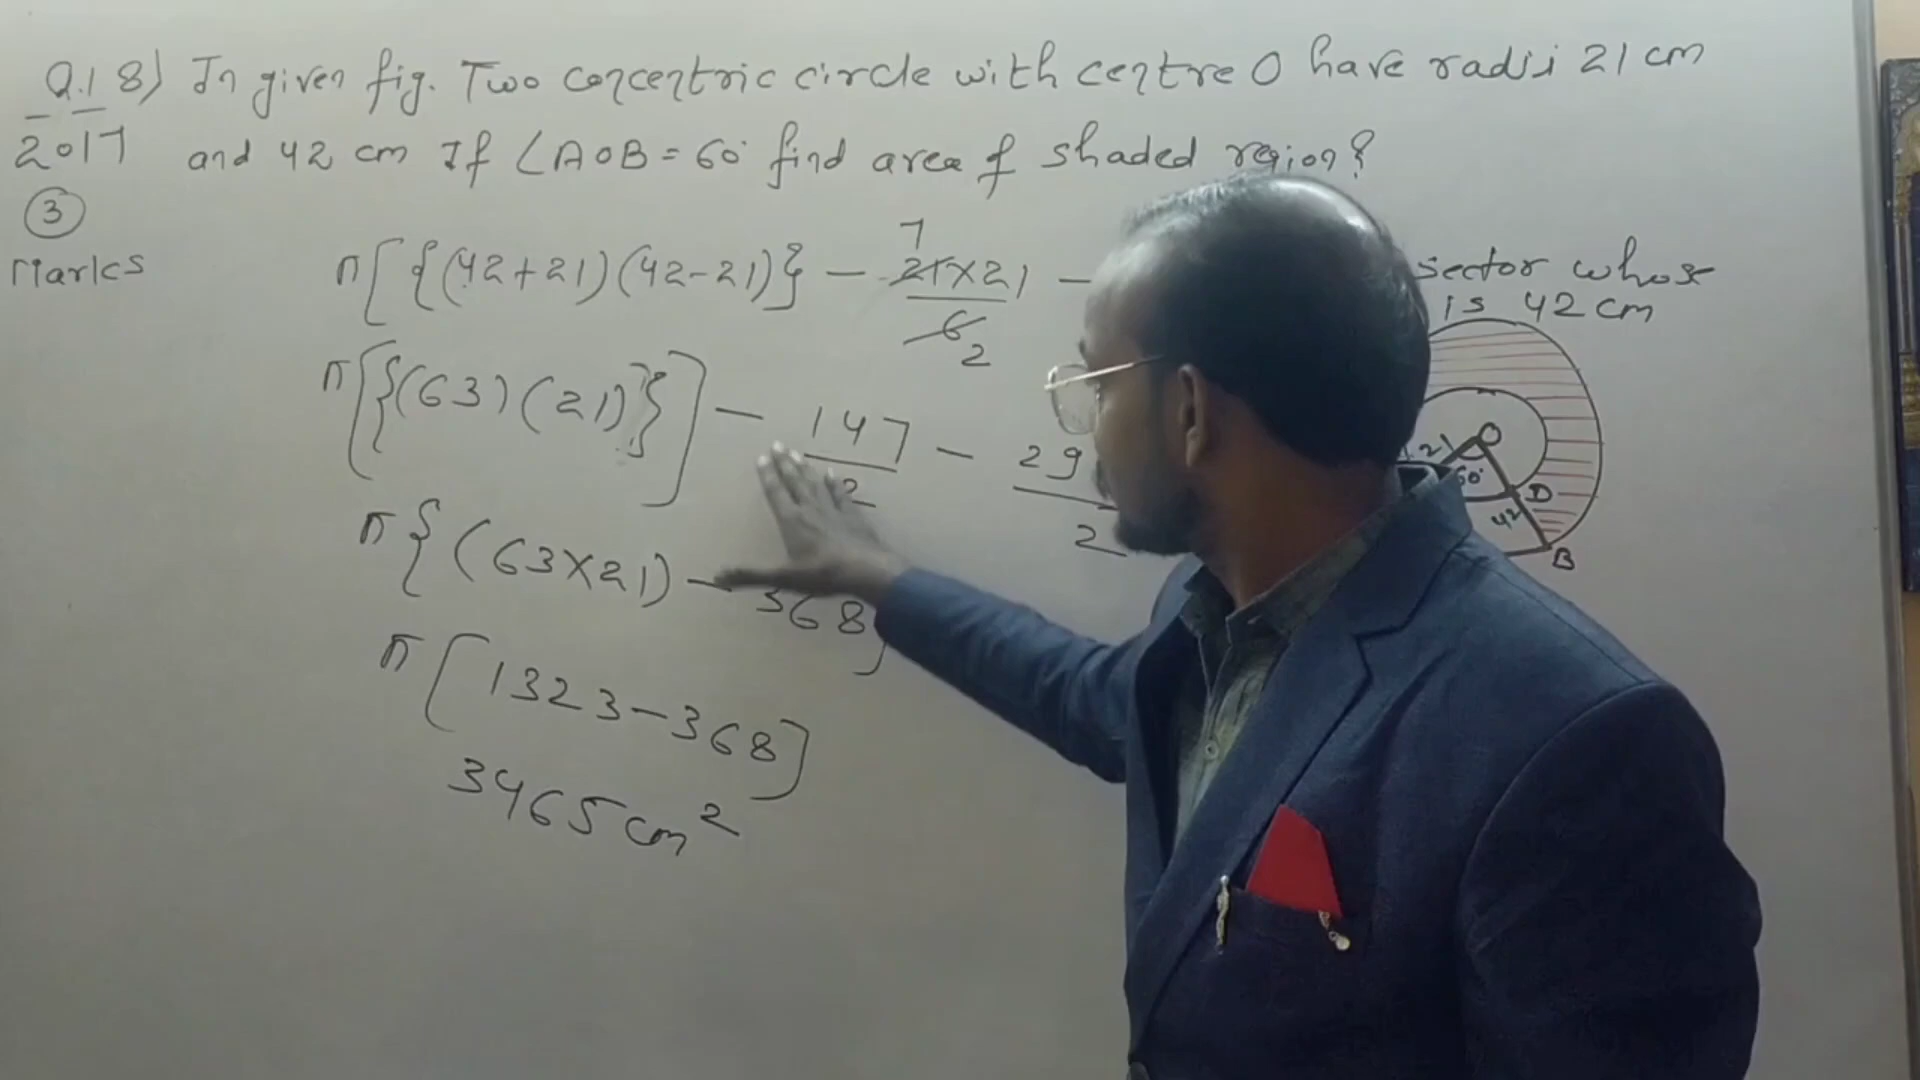 Q.18) In given fig. Two concentric circle with centre O have radii 21 cm
2017 and 42 cm If ∠AOB = 60° find area of shaded region?
3
Marks
π[{(42+21)(42-21)} - 21×21/6 -
7
2
sector whose
is 42 cm
π[{(63)(21)}] - 147/2 - 29
2
π{(63×21) - 368
π[1323-368]
3465 cm²
O
21
60°
D
42
B